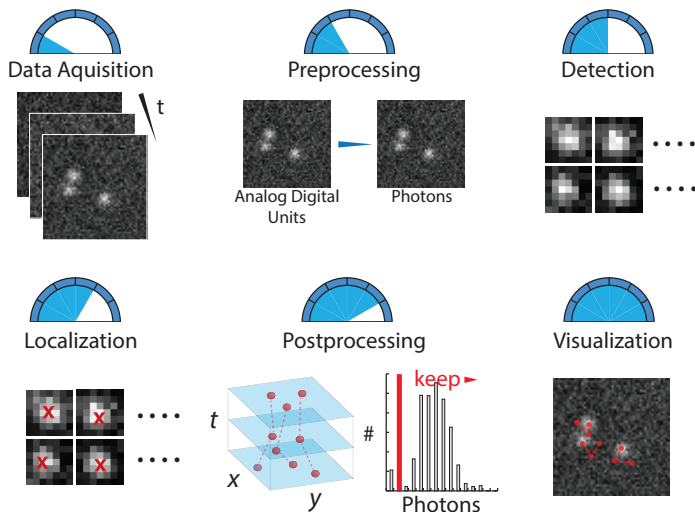 Data Aquisition
Preprocessing
Detection
t
Analog Digital
Units
Photons
Localization
Postprocessing
Visualization
X X
X X
t
x
y
#
keep
Photons